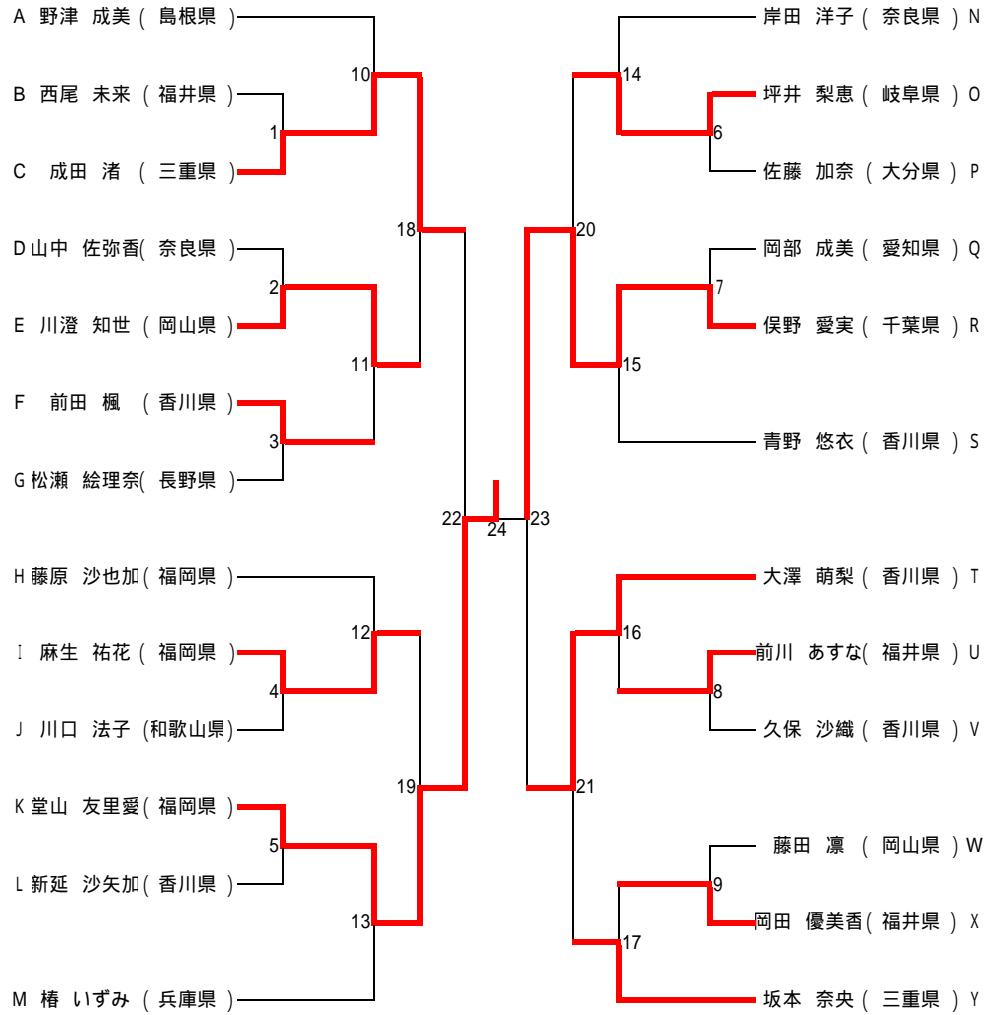 A 野津 成美 ( 島根県 )
10
B 西尾 未来 ( 福井県 )
1
C 成田 渚 ( 三重県 )
18
D 山中 佐弥香 ( 奈良県 )
2
E 川澄 知世 ( 岡山県 )
11
F 前田 楓 ( 香川県 )
3
G 松瀬 絵理奈 ( 長野県 )
22
24
H 藤原 沙也加 ( 福岡県 )
12
I 麻生 祐花 ( 福岡県 )
4
J 川口 法子 (和歌山県)
19
K 堂山 友里愛 ( 福岡県 )
5
L 新延 沙矢加 ( 香川県 )
13
M 椿 いずみ ( 兵庫県 )
岸田 洋子 ( 奈良県 ) N
14
坪井 梨恵 ( 岐阜県 ) O
6
佐藤 加奈 ( 大分県 ) P
20
岡部 成美 ( 愛知県 ) Q
7
俣野 愛実 ( 千葉県 ) R
15
青野 悠衣 ( 香川県 ) S
23
大澤 萌梨 ( 香川県 ) T
16
前川 あすな ( 福井県 ) U
8
久保 沙織 ( 香川県 ) V
21
藤田 凛 ( 岡山県 ) W
9
岡田 優美香 ( 福井県 ) X
17
坂本 奈央 ( 三重県 ) Y